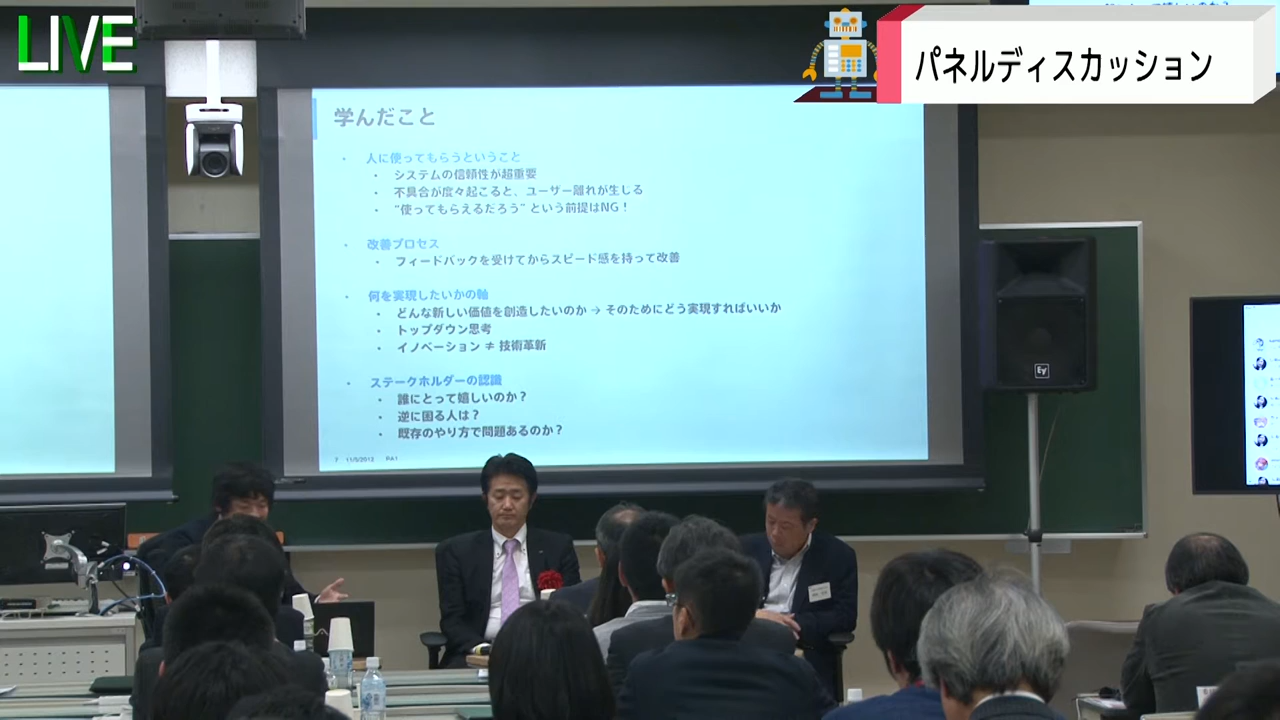 LIVE
パネルディスカッション
学んだこと
・ 人に使ってもらうということ
・ システムの信頼性が超重要
・ 不具合が度々起こると、ユーザー離れが生じる
・ "使ってもらえるだろう" という前提はNG！
・ 改善プロセス
・ フィードバックを受けてからスピード感を持って改善
・ 何を実現したいかの軸
・ どんな新しい価値を創造したいのか → そのためにどう実現すればいいか
・ トップダウン思考
・ イノベーション ≠ 技術革新
・ ステークホルダーの認識
・ 誰にとって嬉しいのか？
・ 逆に困る人は？
・ 既存のやり方で問題あるのか？
7 11/5/2013 PA1
EV